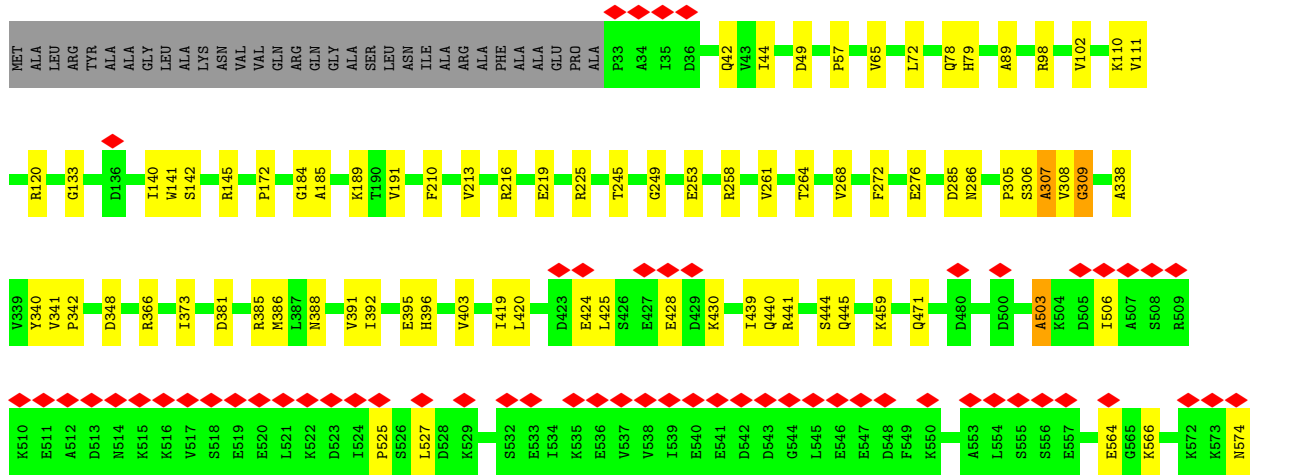 MET ALA LEU ARG TYR ALA ALA GLY LEU ALA LYS ASN VAL VAL GLN ARG GLN GLY ALA SER LEU ASN ILE ALA ARG ALA PHE ALA ALA GLU PRO ALA P33 A34 I35 D36 Q42 V43 I44 D49 P57 V65 L72 Q78 H79 A89 R98 V102 K110 V111
R120 G133 D136 I140 W141 S142 R145 P172 G184 A185 K189 T190 V191 F210 V213 R216 E219 R225 T245 G249 E253 R258 V261 T264 V268 F272 E276 D285 N286 P305 S306 A307 V308 G309 A338
V339 Y340 V341 P342 D348 R366 I373 D381 R385 M386 L387 N388 V391 I392 E395 H396 V403 I419 L420 D423 E424 L425 S426 E427 E428 D429 K430 I439 Q440 R441 S444 Q445 K459 Q471 D480 D500 A503 K504 D505 I506 A507 S508 R509
K510 E511 A512 D513 N514 K515 K516 V517 S518 E519 E520 L521 K522 D523 I524 P525 S526 L527 D528 K529 S532 E533 I534 K535 E536 V537 V538 I539 E540 E541 D542 D543 G544 L545 E546 E547 D548 F549 K550 A553 L554 S555 S556 E557 E564 G565 K566 K572 K573 N574